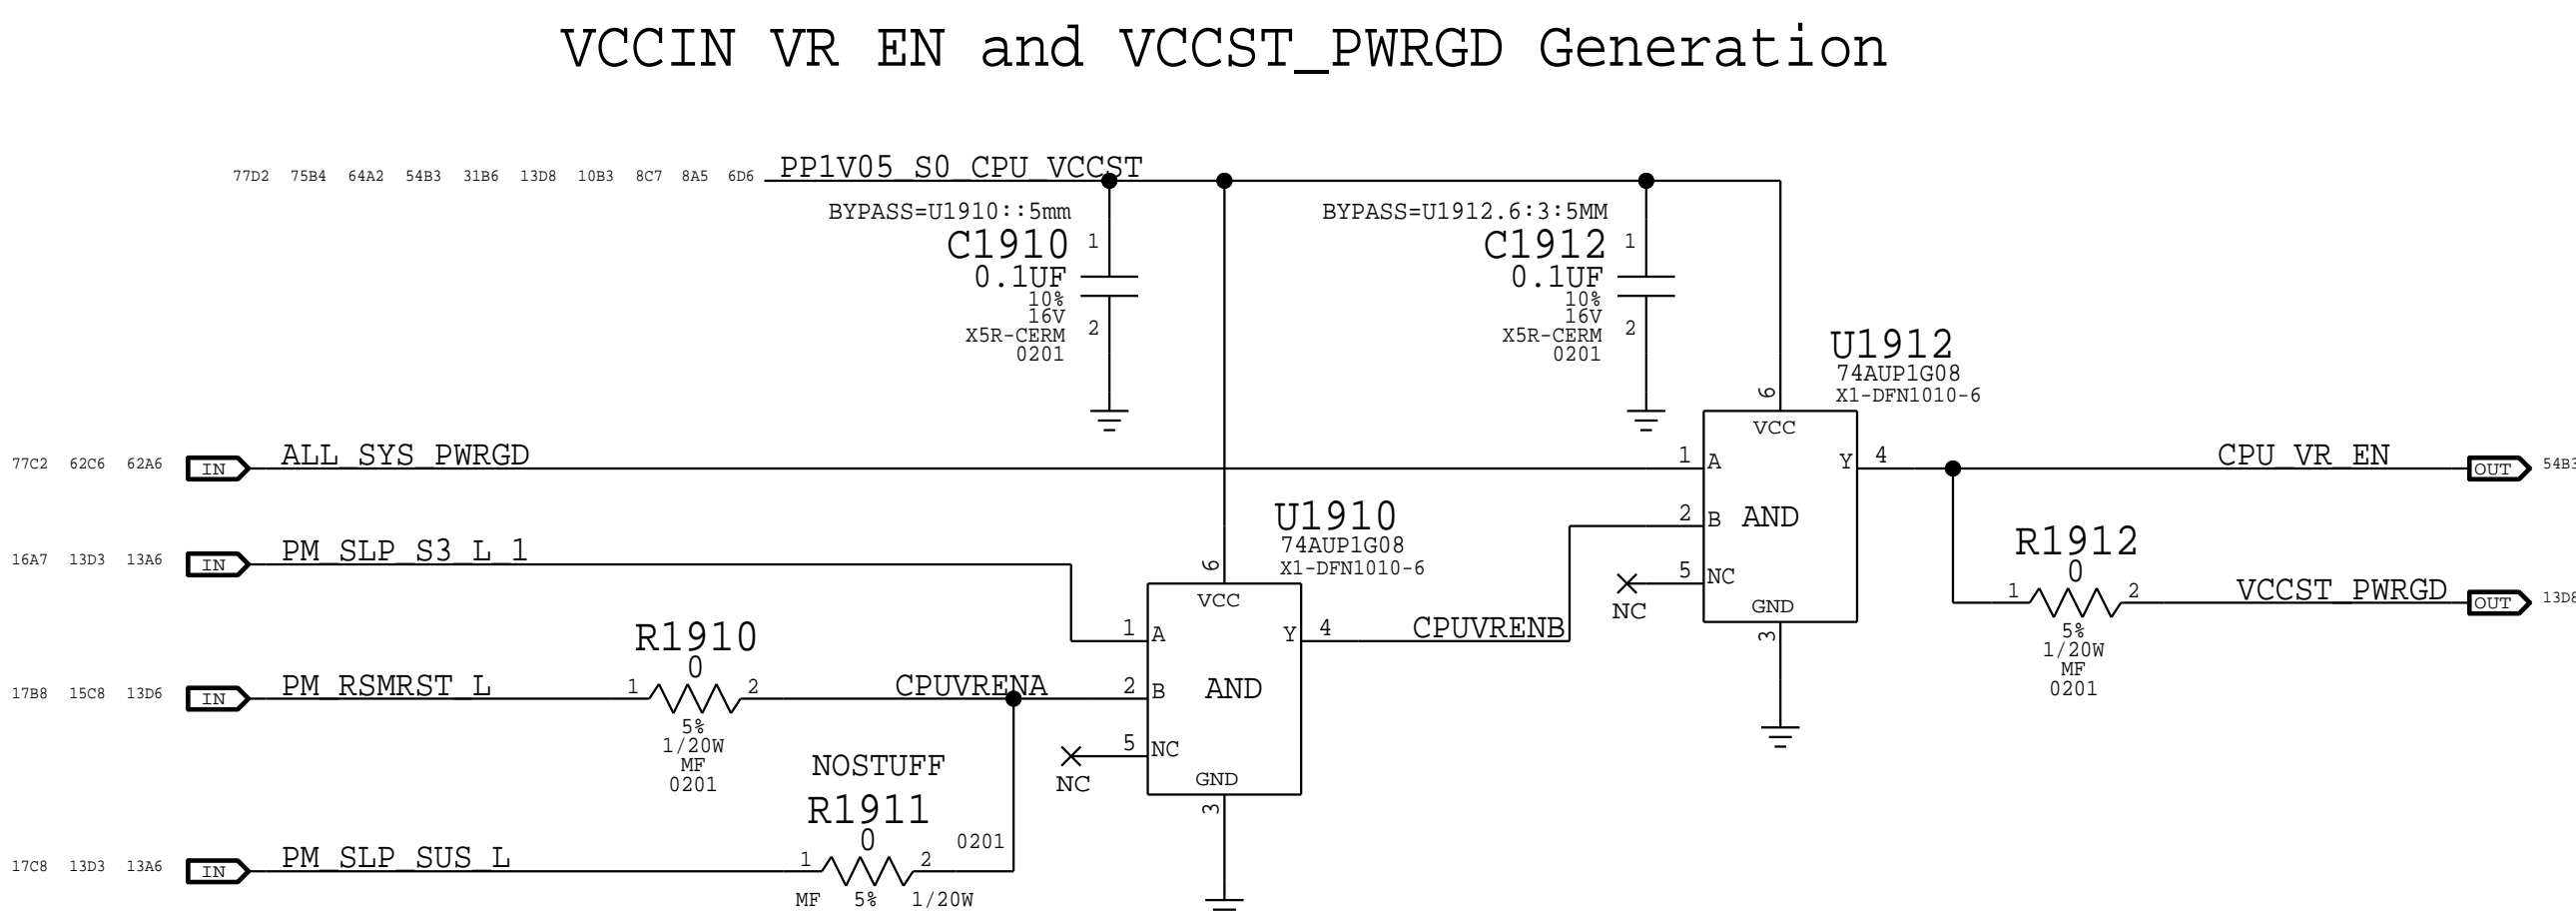 VCCIN VR EN and VCCST_PWRGD Generation
77D2 75B4 64A2 54B3 31B6 13D8 10B3 8C7 8A5 6D6 PP1V05_S0_CPU_VCCST
BYPASS=U1910::5mm
C1910
1
0.1UF
10%
16V
X5R-CERM
0201
2
BYPASS=U1912.6:3:5MM
C1912
1
0.1UF
10%
16V
X5R-CERM
0201
2
U1912
74AUP1G08
X1-DFN1010-6
6
VCC
77C2 62C6 62A6 IN ALL_SYS_PWRGD
1 A
Y 4
CPU_VR_EN OUT 54B3
2 B AND
5 NC
NC
GND
3
R1912
0
1 2
5%
1/20W
MF
0201
VCCST_PWRGD OUT 13D8
16A7 13D3 13A6 IN PM_SLP_S3_L_1
U1910
74AUP1G08
X1-DFN1010-6
6
VCC
1 A
Y 4
CPUVRENB
R1910
0
17B8 15C8 13D6 IN PM_RSMRST_L 1 2 CPUVRENA 2 B AND
5%
1/20W
MF
0201
5 NC
NC
GND
3
NOSTUFF
R1911
0
0201
17C8 13D3 13A6 IN PM_SLP_SUS_L 1 2
MF 5% 1/20W